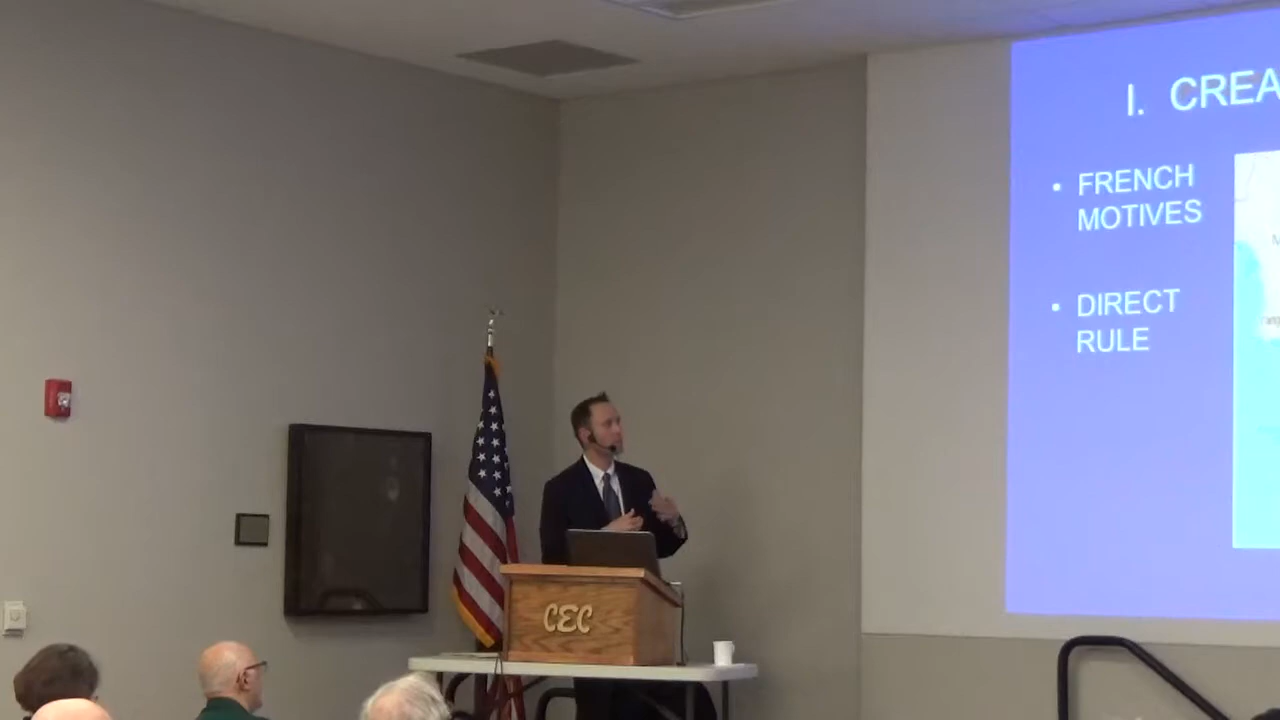 I. CREA
• FRENCH
MOTIVES
• DIRECT
RULE
CEC